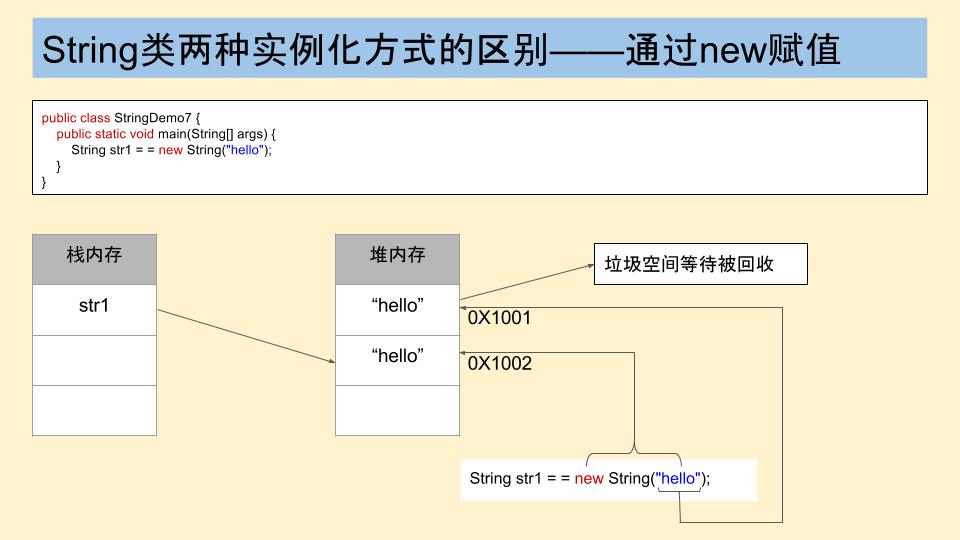 String类两种实例化方式的区别——通过new赋值
public class StringDemo7 {
public static void main(String[] args) {
String str1 = = new String("hello");
}
}
栈内存
堆内存
垃圾空间等待被回收
str1
“hello”
0X1001
“hello”
0X1002
String str1 = = new String("hello");